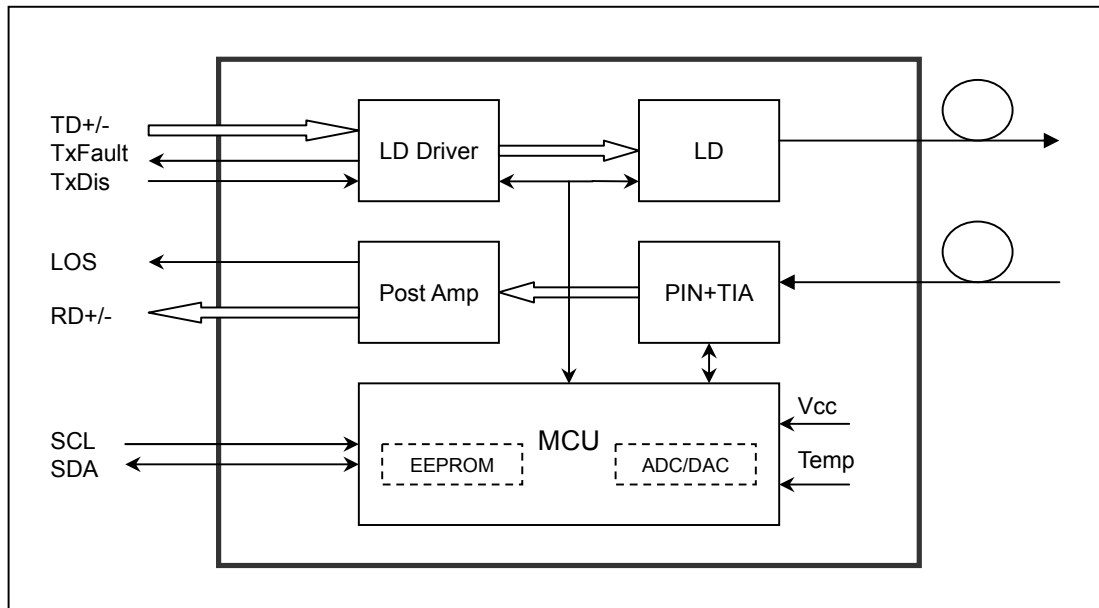 TD+/-
TxFault
TxDis
LD Driver
LD
LOS
RD+/-
Post Amp
PIN+TIA
SCL
SDA
MCU
EEPROM
ADC/DAC
Vcc
Temp